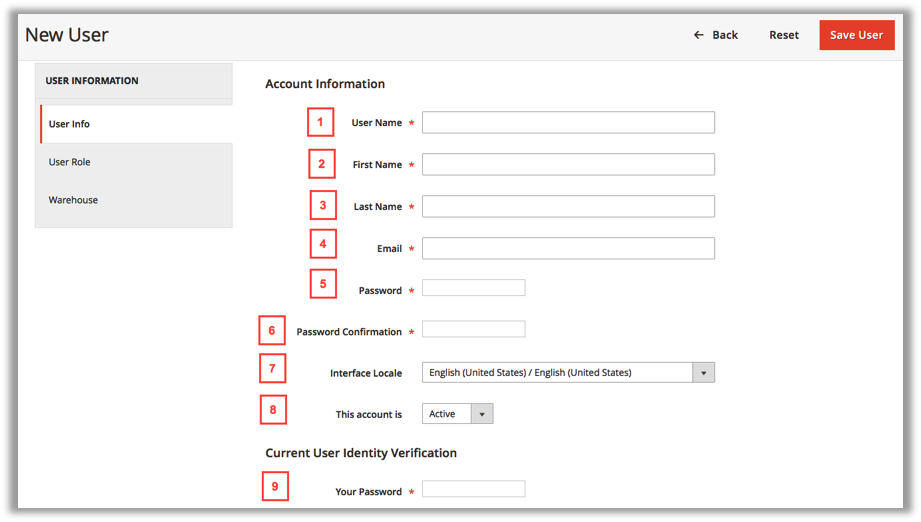 New User
← Back Reset Save User
USER INFORMATION
User Info
User Role
Warehouse
Account Information
1 User Name *
2 First Name *
3 Last Name *
4 Email *
5 Password *
6 Password Confirmation *
7 Interface Locale English (United States) / English (United States)
8 This account is Active
Current User Identity Verification
9 Your Password *